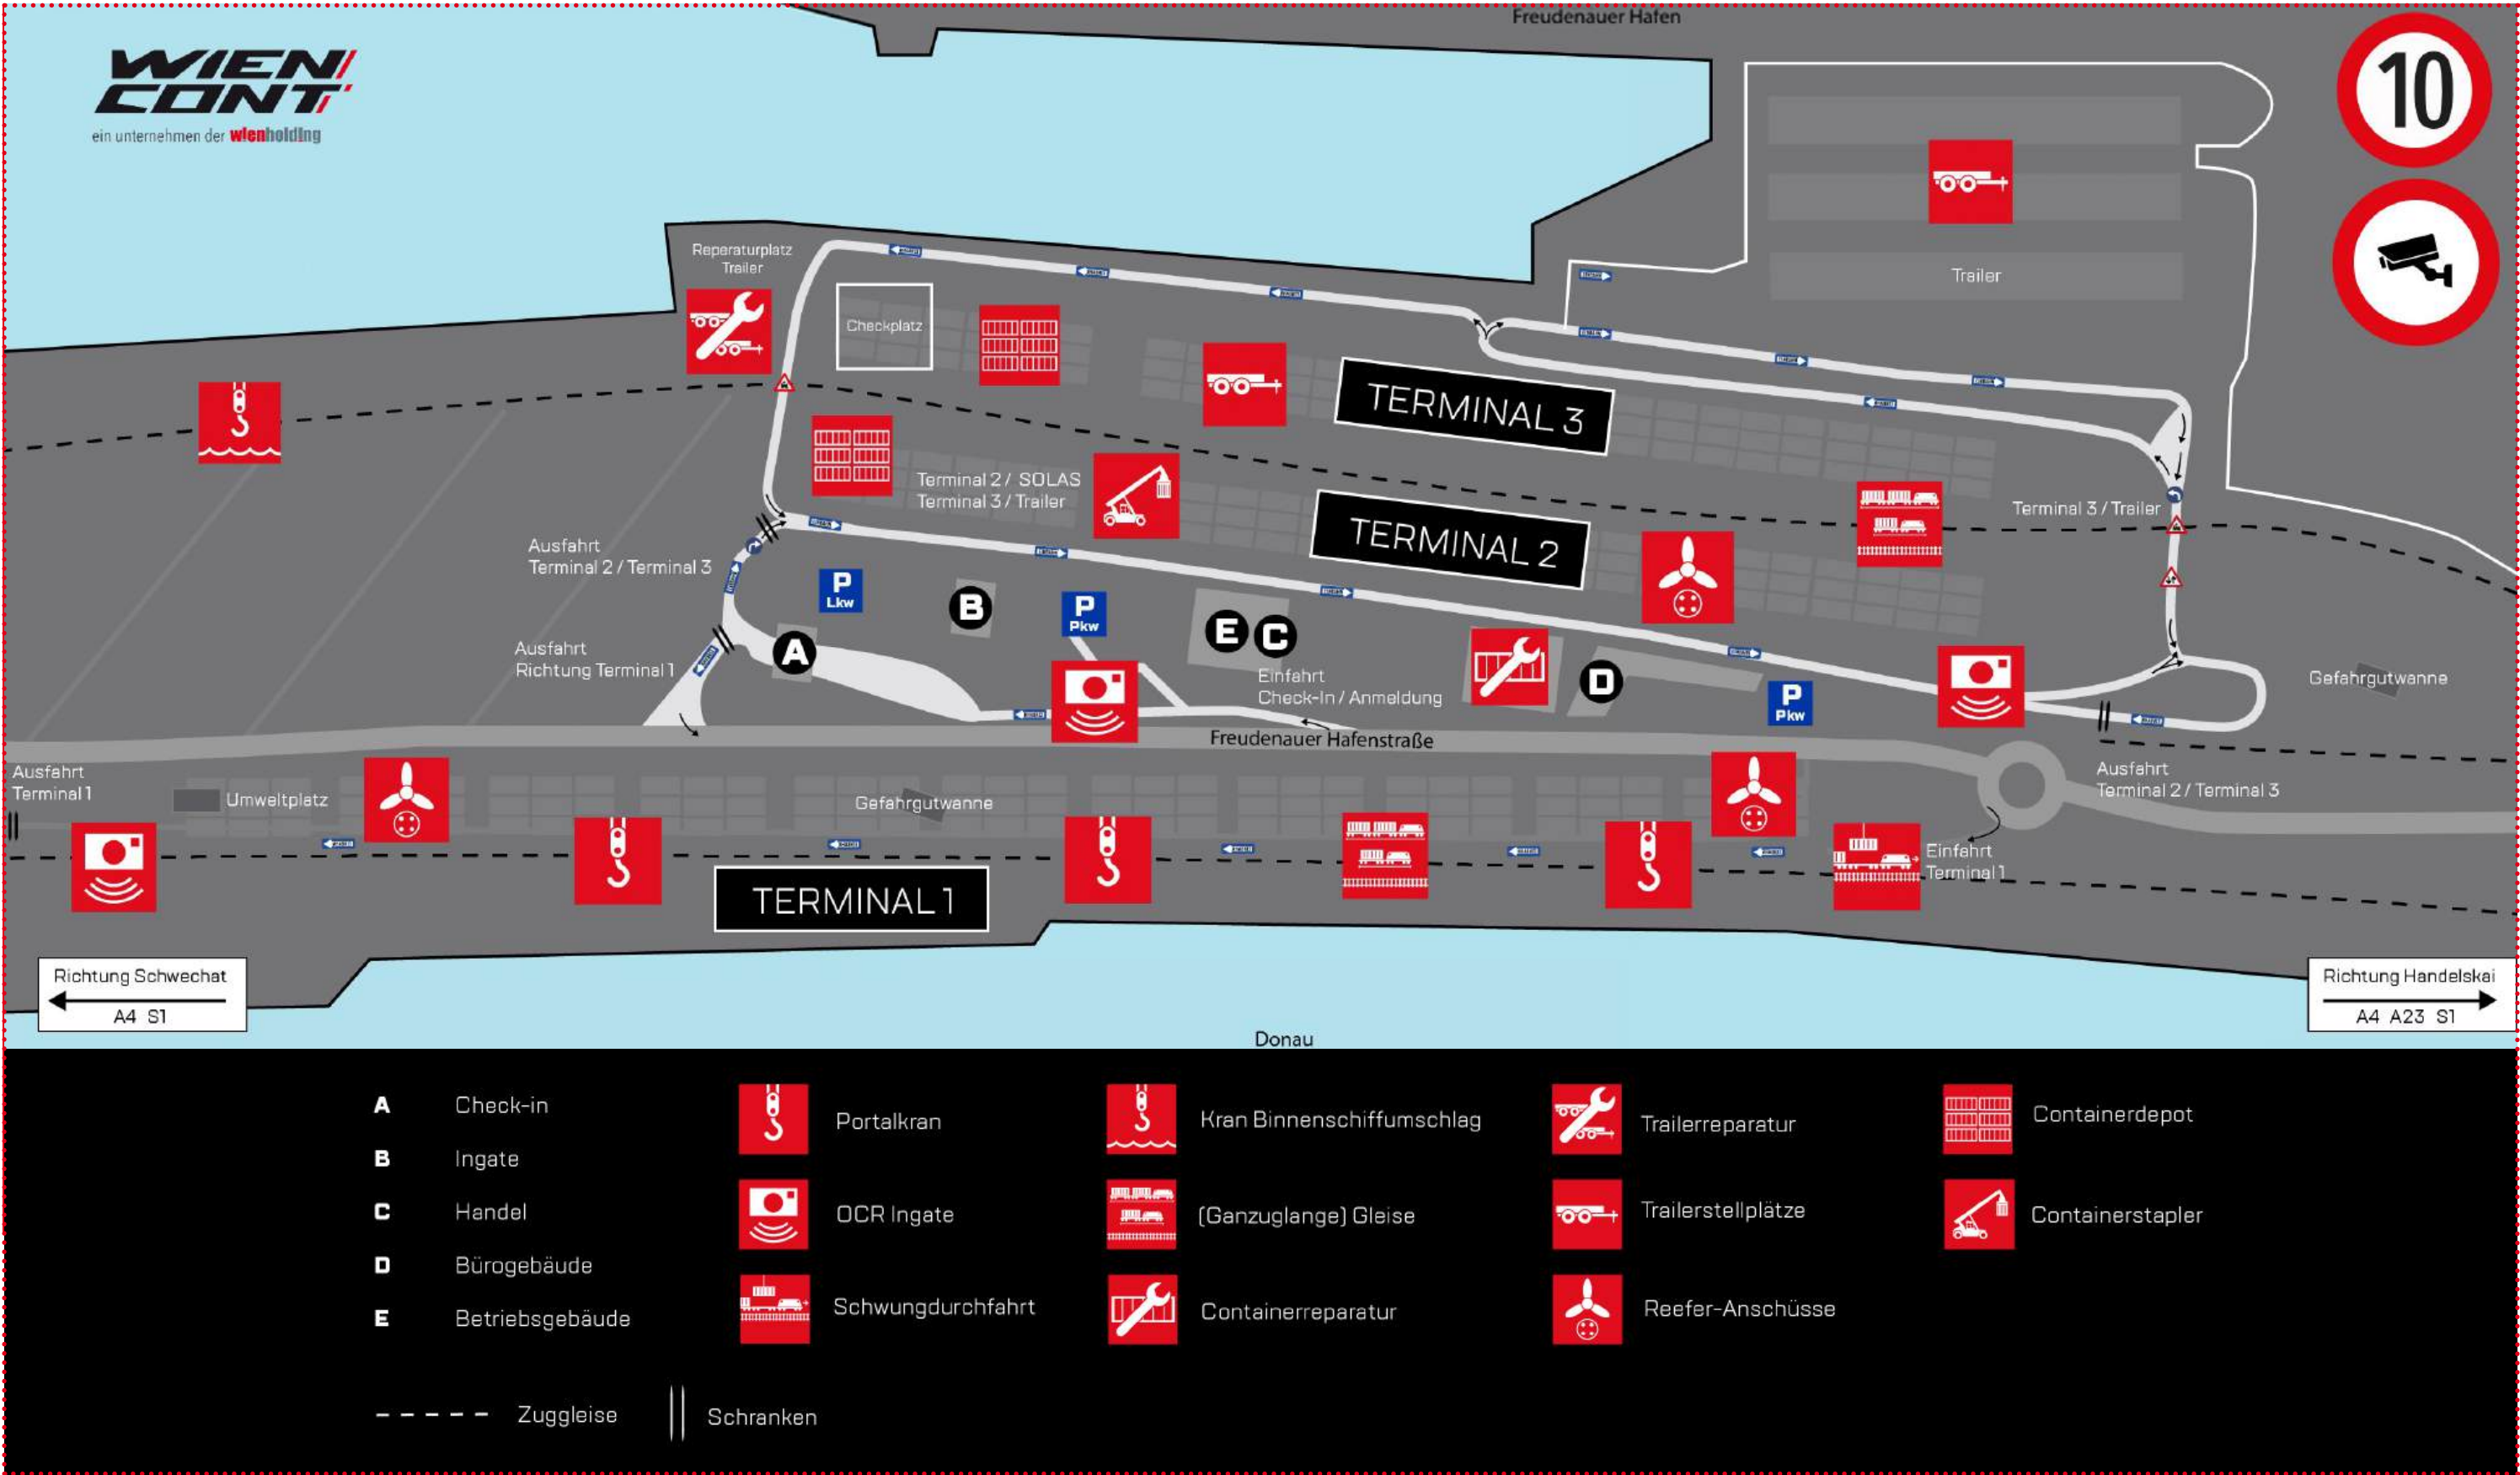 Freudenauer Hafen
WIEN
CONT
ein unternehmen der wienholding
10
Reperaturplatz
Trailer
Checkplatz
Trailer
TERMINAL 3
Terminal 2 / SOLAS
Terminal 3 / Trailer
TERMINAL 2
Terminal 3 / Trailer
Ausfahrt
Terminal 2 / Terminal 3
P
Lkw
B
P
Pkw
E C
Ausfahrt
Richtung Terminal 1
A
Einfahrt
Check-In / Anmeldung
D
P
Pkw
Gefahrgutwanne
Freudenauer Hafenstraße
Ausfahrt
Terminal 1
Umweltplatz
Gefahrgutwanne
Ausfahrt
Terminal 2 / Terminal 3
Einfahrt
Terminal 1
TERMINAL 1
Richtung Schwechat
A4 S1
Richtung Handelskai
A4 A23 S1
Donau
A Check-in
B Ingate
C Handel
D Bürogebäude
E Betriebsgebäude
Portalkran
OCR Ingate
Schwungdurchfahrt
Kran Binnenschiffumschlag
(Ganzuglange) Gleise
Containerreparatur
Trailerreparatur
Trailerstellplätze
Reefer-Anschüsse
Containerdepot
Containerstapler
Zuggleise
Schranken